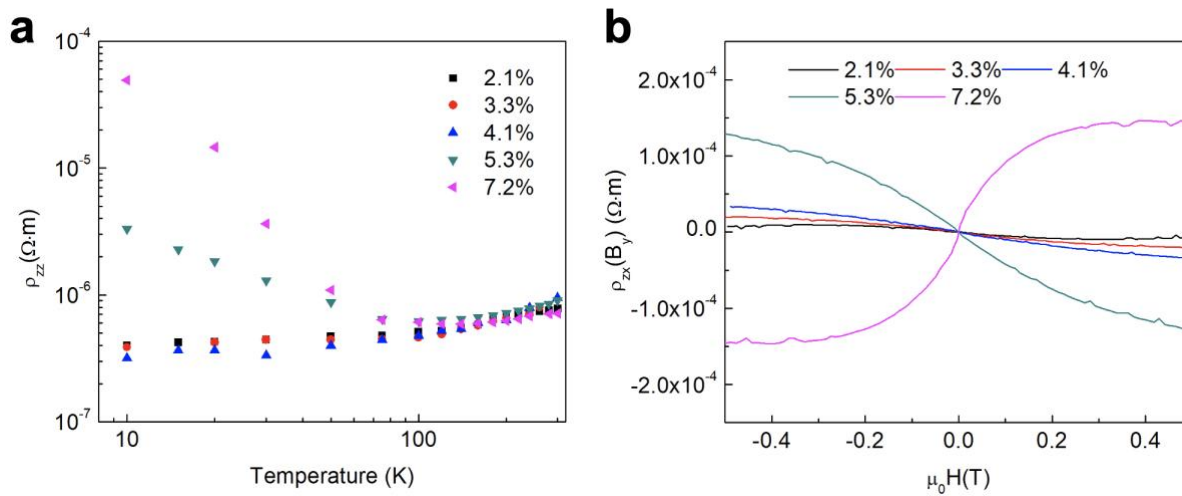 a
10⁻⁴
10⁻⁵
10⁻⁶
10⁻⁷
ρzz(Ω·m)
2.1%
3.3%
4.1%
5.3%
7.2%
10
100
Temperature (K)
b
2.0x10⁻⁴
1.0x10⁻⁴
0.0
-1.0x10⁻⁴
-2.0x10⁻⁴
ρzx(By) (Ω·m)
2.1% 3.3% 4.1%
5.3% 7.2%
-0.4 -0.2 0.0 0.2 0.4
μ₀H(T)